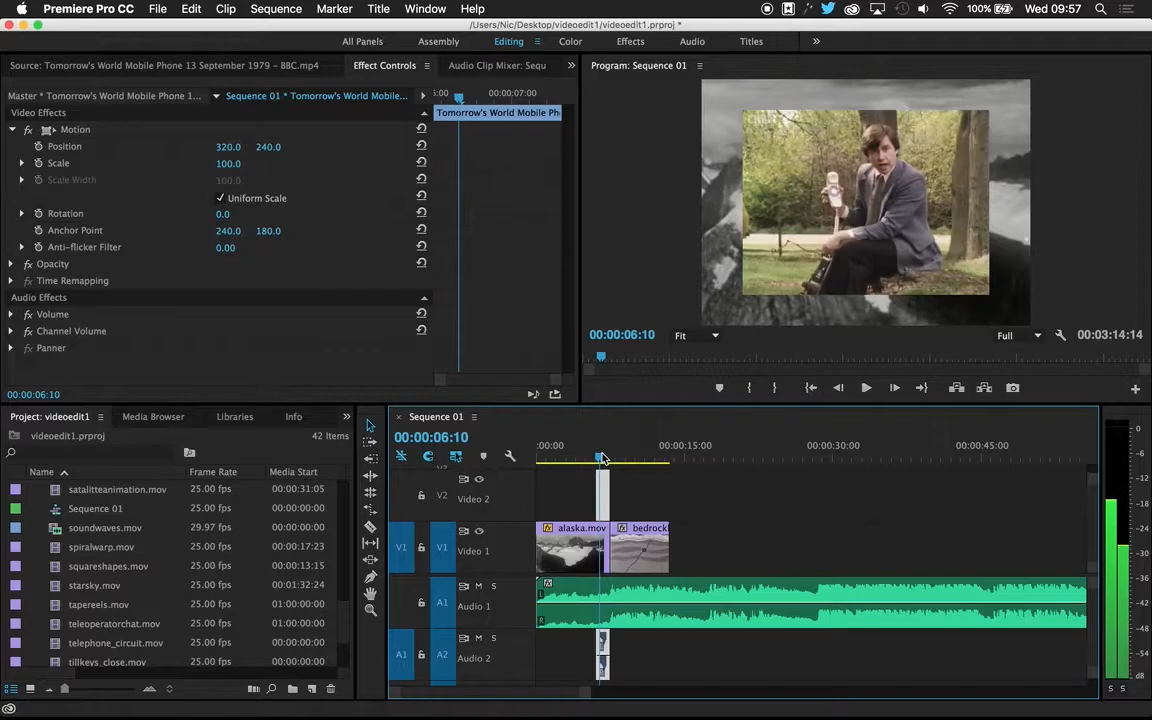 Premiere Pro CC File Edit Clip Sequence Marker Title Window Help 100% Wed 09:57
/Users/Nic/Desktop/videoedit1/videoedit1.prproj *
All Panels Assembly Editing Color Effects Audio Titles
Source: Tomorrow's World Mobile Phone 13 September 1979 - BBC.mp4 Effect Controls Audio Clip Mixer: Sequ
Program: Sequence 01
Master * Tomorrow's World Mobile Phone 1... Sequence 01 * Tomorrow's World Mobile...
:00 00:00:07:00
Video Effects
Tomorrow's World Mobile Ph
Motion
Position 320.0 240.0
Scale 100.0
Scale Width 100.0
Uniform Scale
Rotation 0.0
Anchor Point 240.0 180.0
Anti-flicker Filter 0.00
Opacity
Time Remapping
Audio Effects
Volume
Channel Volume
Panner
00:00:06:10
00:00:06:10 Fit Full 00:03:14:14
Project: videoedit1 Media Browser Libraries Info
videoedit1.prproj 42 Items
Name Frame Rate Media Start
satalitteanimation.mov 25.00 fps 00:00:31:05
Sequence 01 25.00 fps
soundwaves.mov 29.97 fps 00:00:00:00
spiralwarp.mov 25.00 fps 00:00:17:23
squareshapes.mov 25.00 fps 00:00:13:15
starsky.mov 25.00 fps 00:01:32:24
tapereels.mov 25.00 fps 01:00:00:00
teleoperatorchat.mov 25.00 fps 01:00:00:00
telephone_circuit.mov 25.00 fps 00:00:00:00
tillkeys_close.mov 25.00 fps 00:00:00:00
Sequence 01
00:00:06:10
:00:00 00:00:15:00 00:00:30:00 00:00:45:00
V2 Video 2
V1 V1 Video 1
alaska.mov bedrock
A1 M S Audio 1
L
R
A1 A2 M S Audio 2
0
-6
-12
-18
-24
-30
-36
-42
-48
-54
dB
S S